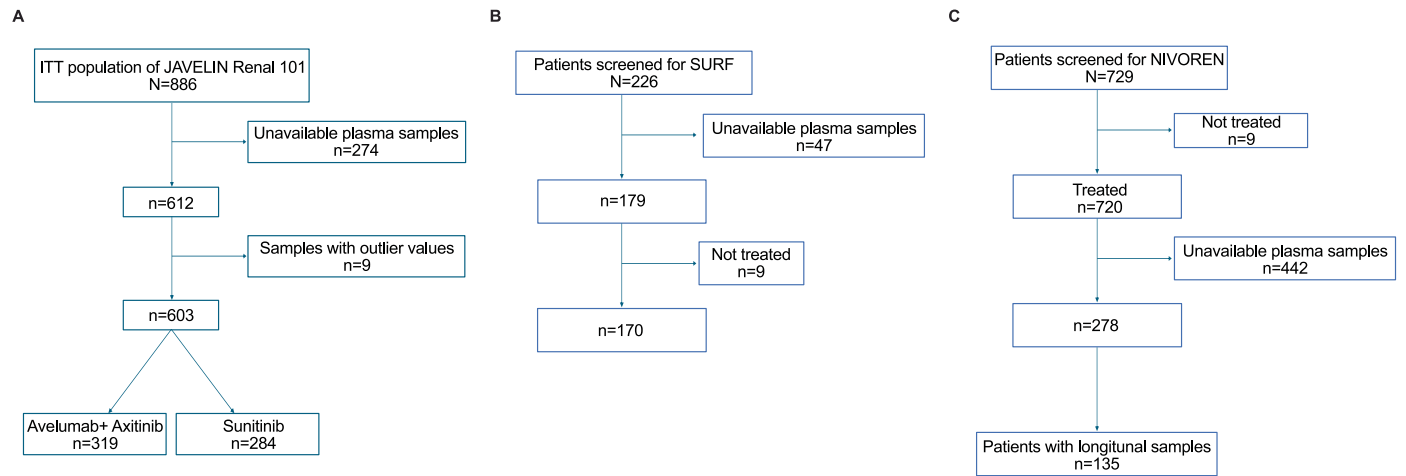 A
ITT population of JAVELIN Renal 101
N=886
Unavailable plasma samples
n=274
n=612
Samples with outlier values
n=9
n=603
Avelumab+ Axitinib
n=319
Sunitinib
n=284
B
Patients screened for SURF
N=226
Unavailable plasma samples
n=47
n=179
Not treated
n=9
n=170
C
Patients screened for NIVOREN
N=729
Not treated
n=9
Treated
n=720
Unavailable plasma samples
n=442
n=278
Patients with longitunal samples
n=135